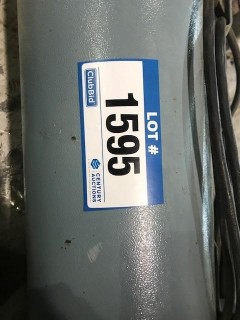 LOT #
1595
ClubBid
CENTURY
AUCTIONS